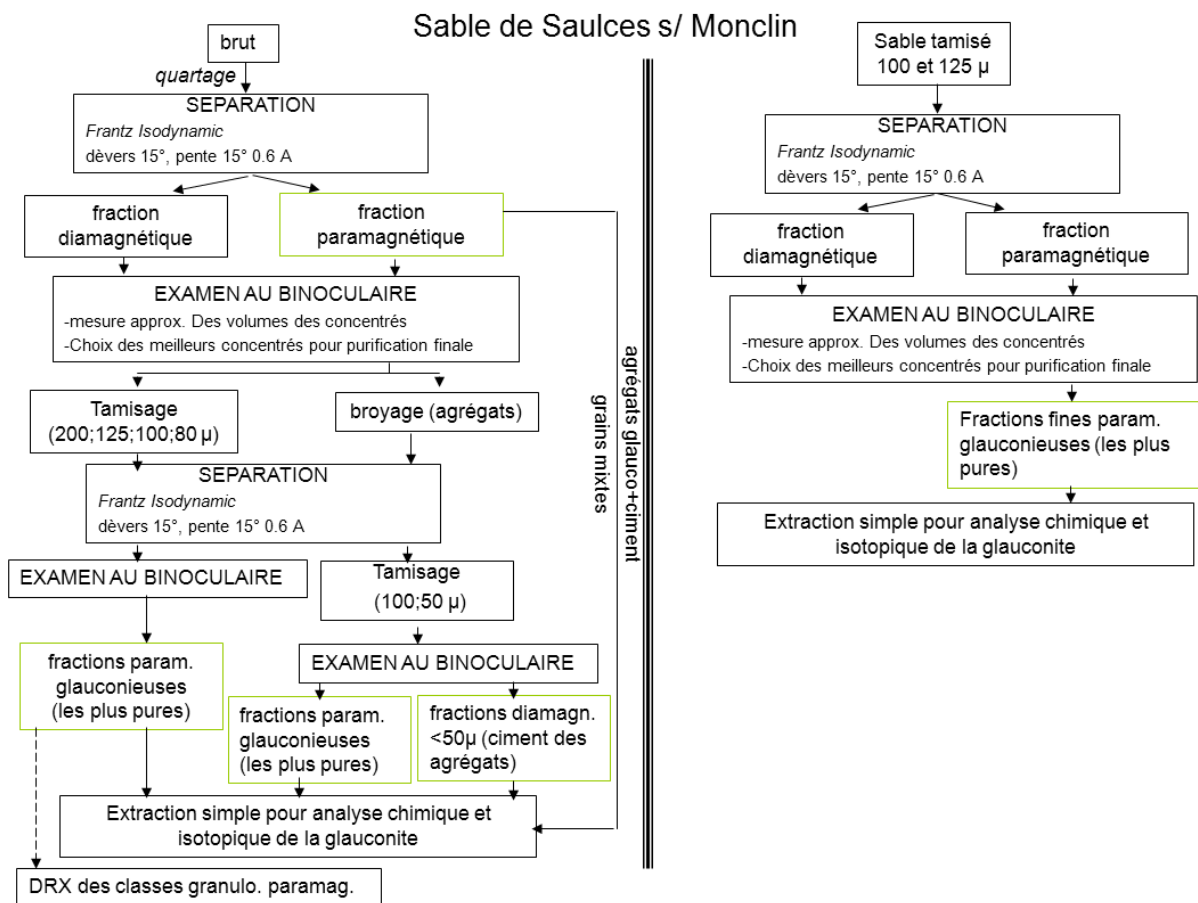 Sable de Saulces s/ Monclin
brut
quartage
SEPARATION
Frantz Isodynamic
dèvers 15°, pente 15° 0.6 A
fraction
diamagnétique
fraction
paramagnétique
EXAMEN AU BINOCULAIRE
-mesure approx. Des volumes des concentrés
-Choix des meilleurs concentrés pour purification finale
Tamisage
(200;125;100;80 µ)
broyage (agrégats)
SEPARATION
Frantz Isodynamic
dèvers 15°, pente 15° 0.6 A
EXAMEN AU BINOCULAIRE
Tamisage
(100;50 µ)
fractions param.
glauconieuses
(les plus pures)
EXAMEN AU BINOCULAIRE
fractions param.
glauconieuses
(les plus pures)
fractions diamagn.
<50µ (ciment des
agrégats)
Extraction simple pour analyse chimique et
isotopique de la glauconite
DRX des classes granulo. paramag.
agrégats glauco+ciment
grains mixtes
Sable tamisé
100 et 125 µ
SEPARATION
Frantz Isodynamic
dèvers 15°, pente 15° 0.6 A
fraction
diamagnétique
fraction
paramagnétique
EXAMEN AU BINOCULAIRE
-mesure approx. Des volumes des concentrés
-Choix des meilleurs concentrés pour purification finale
Fractions fines param.
glauconieuses (les plus
pures)
Extraction simple pour analyse chimique et
isotopique de la glauconite